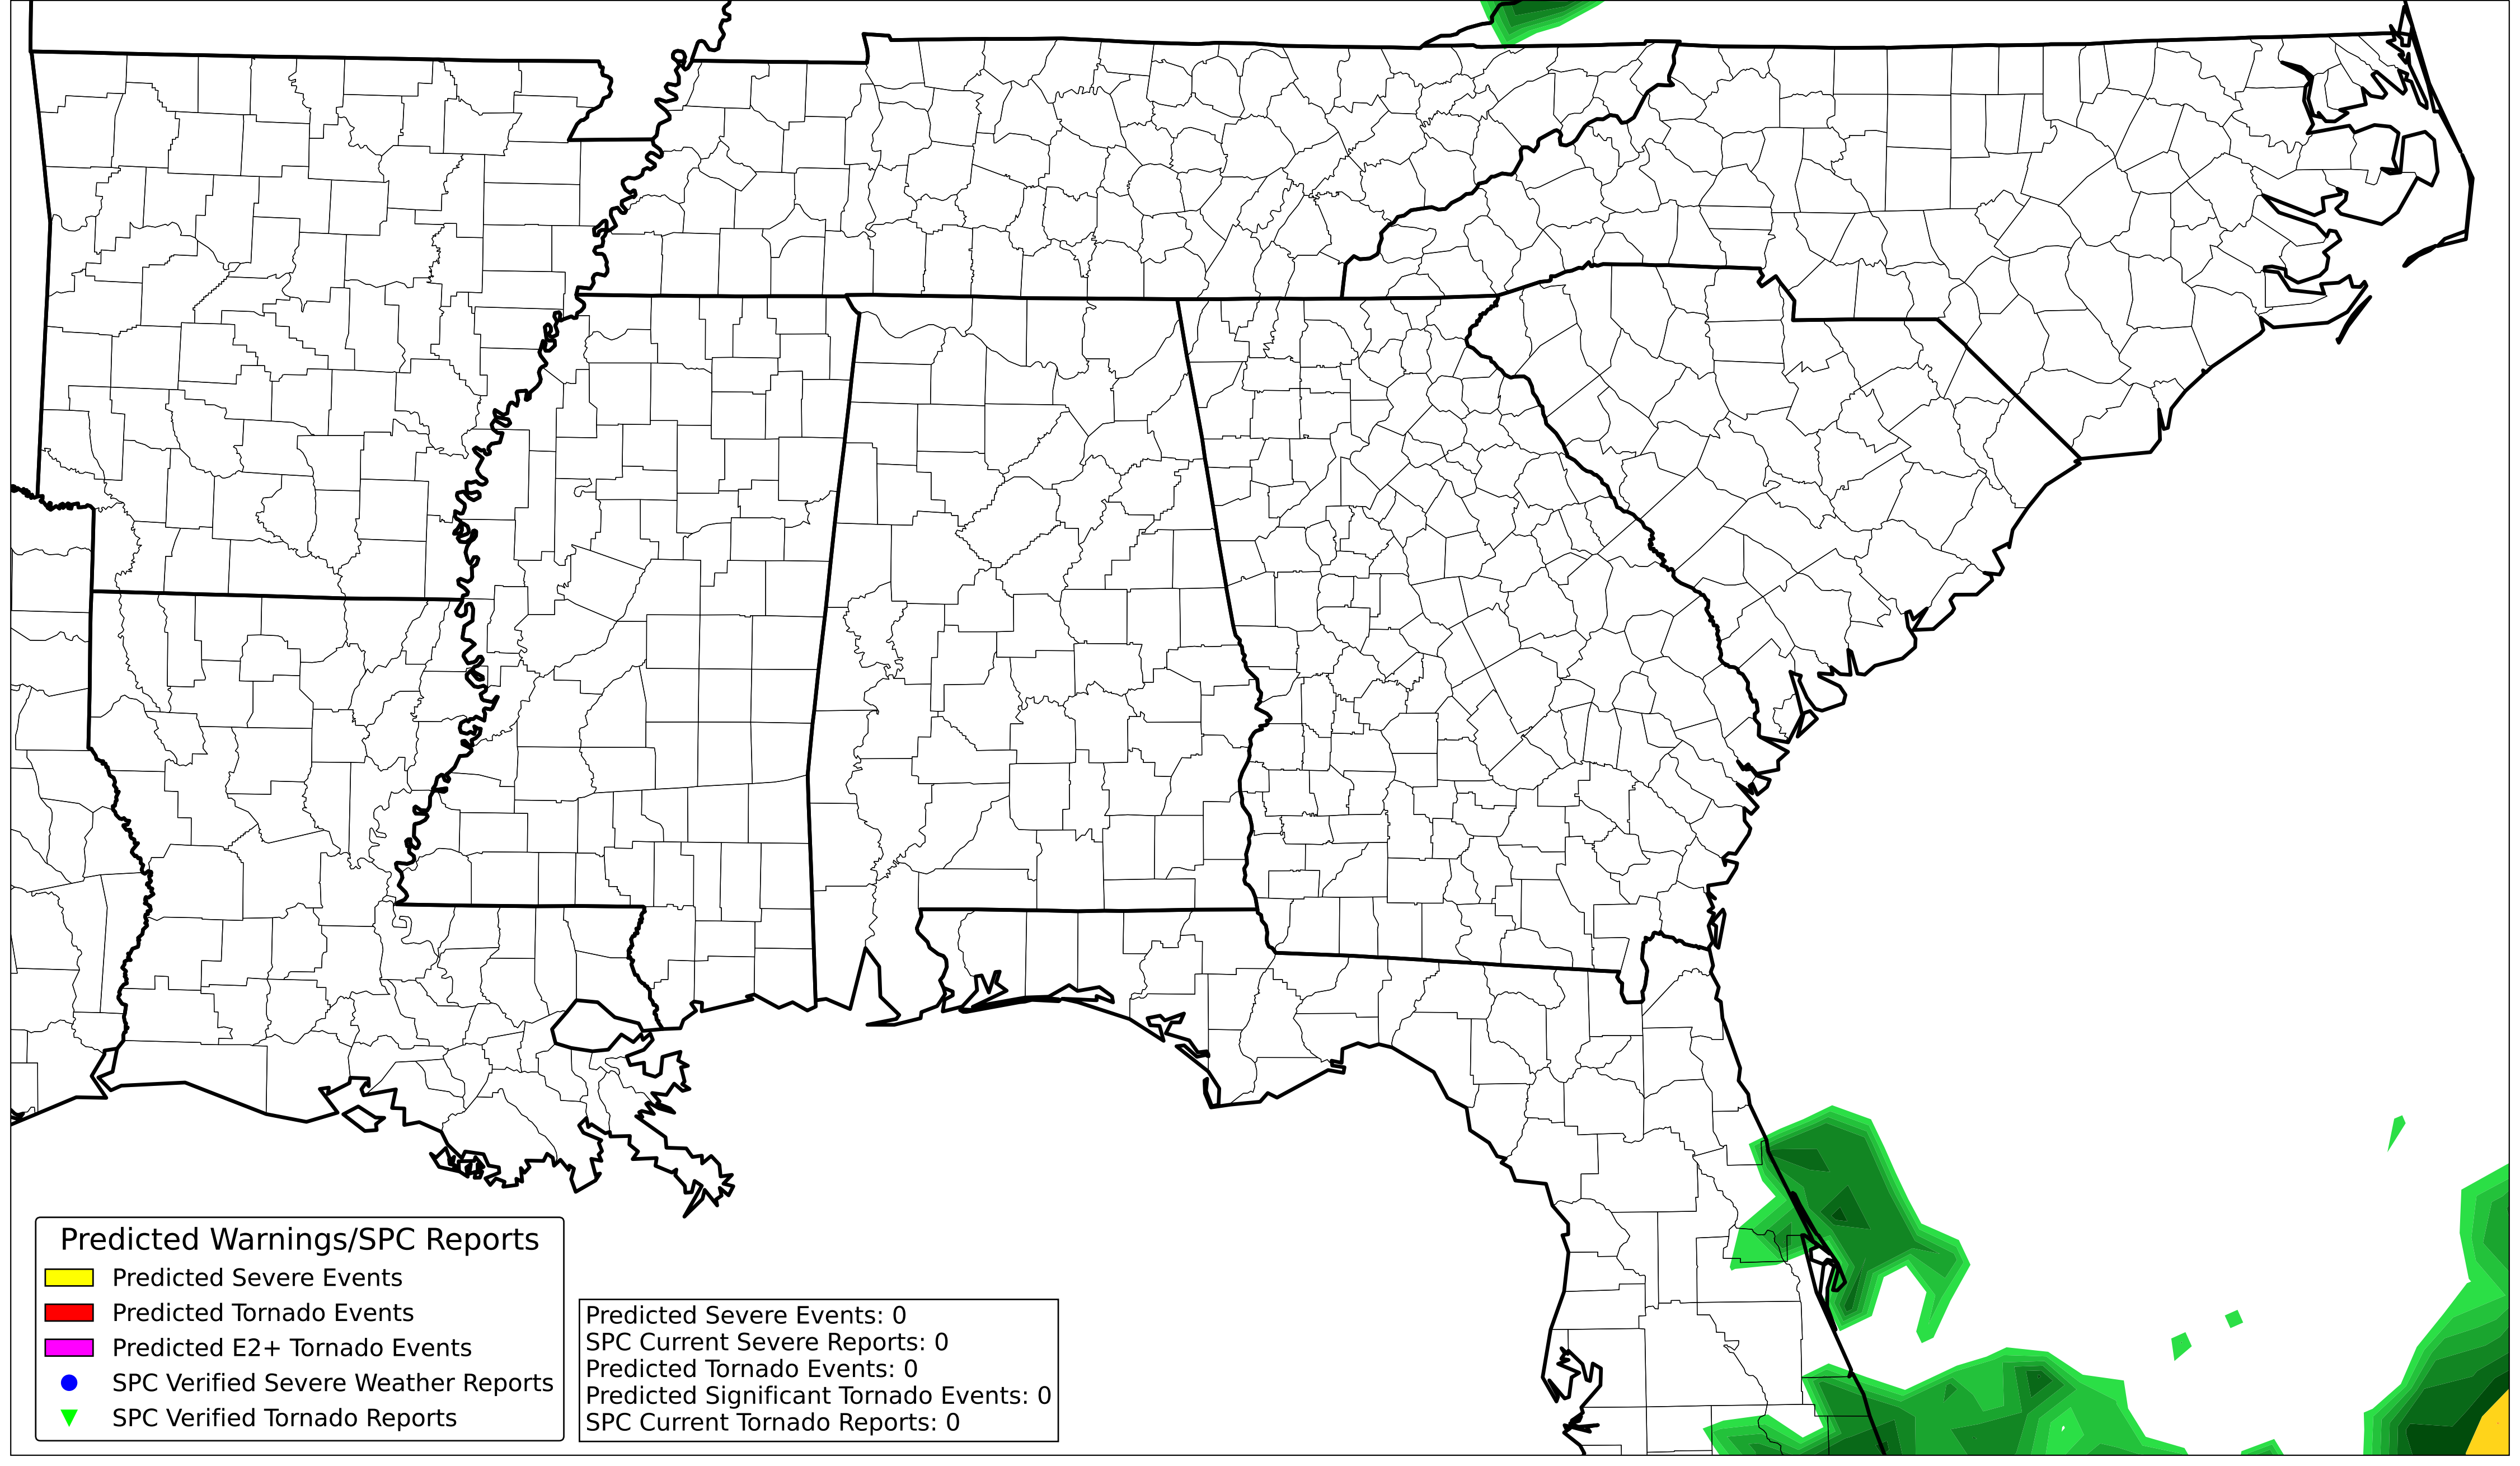 Predicted Warnings/SPC Reports
Predicted Severe Events
Predicted Tornado Events
Predicted E2+ Tornado Events
SPC Verified Severe Weather Reports
SPC Verified Tornado Reports
Predicted Severe Events: 0
SPC Current Severe Reports: 0
Predicted Tornado Events: 0
Predicted Significant Tornado Events: 0
SPC Current Tornado Reports: 0